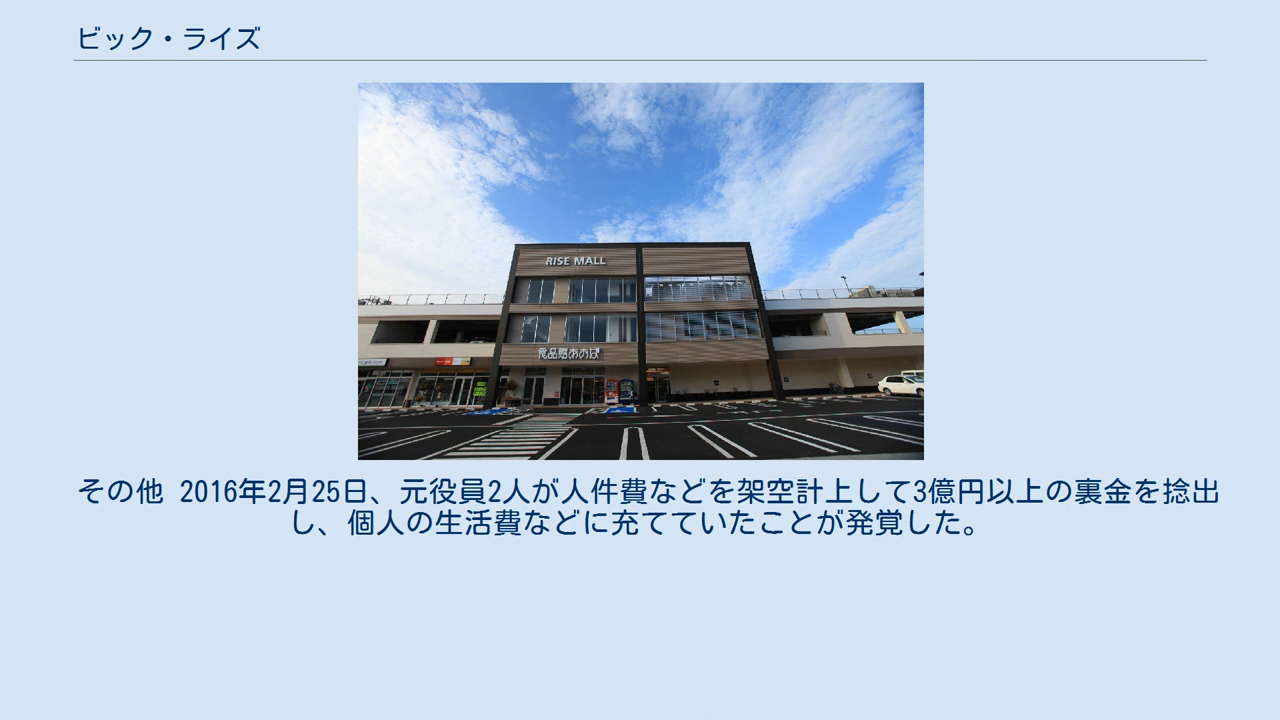 ビック・ライズ
RISE MALL
食品館あおば
その他 2016年2月25日、元役員2人が人件費などを架空計上して3億円以上の裏金を捻出
し、個人の生活費などに充てていたことが発覚した。